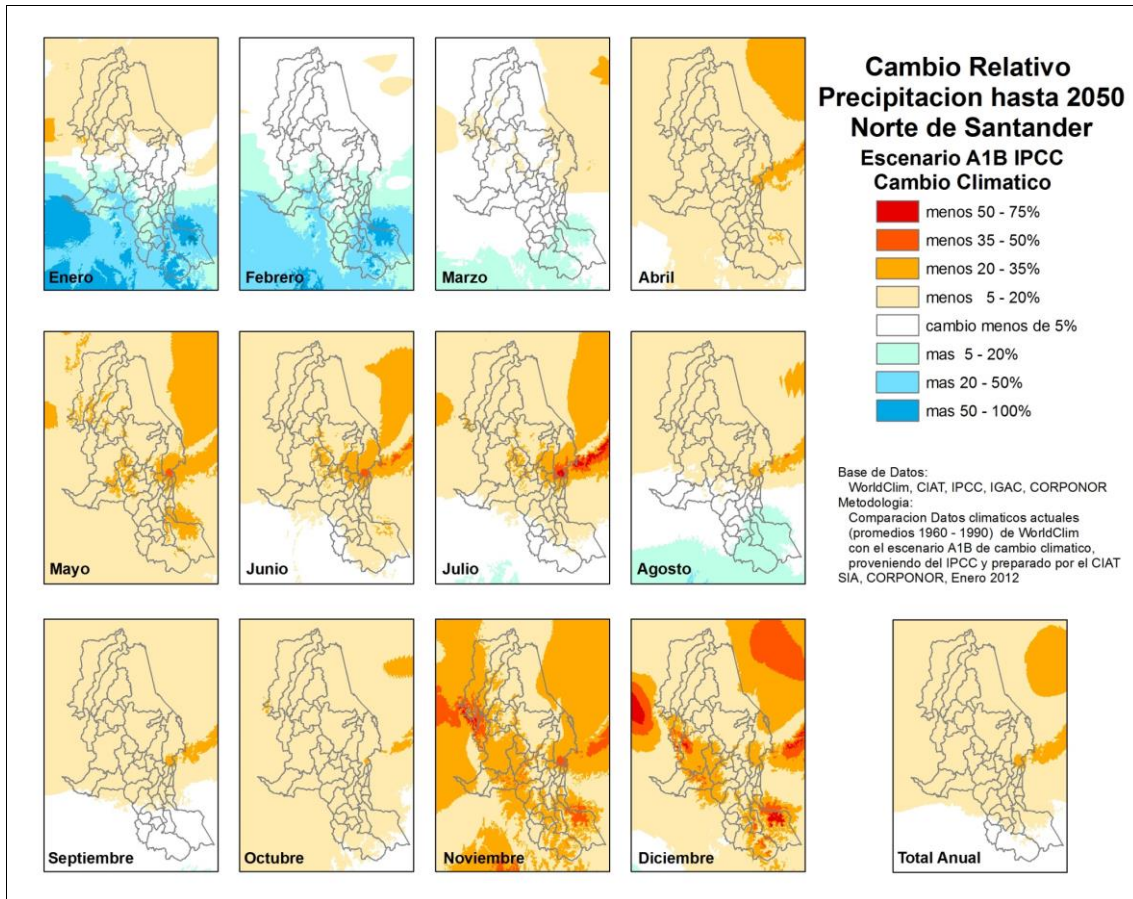 Cambio Relativo
Precipitacion hasta 2050
Norte de Santander
Escenario A1B IPCC
Cambio Climatico
menos 50 - 75%
menos 35 - 50%
menos 20 - 35%
menos 5 - 20%
cambio menos de 5%
mas 5 - 20%
mas 20 - 50%
mas 50 - 100%
Enero
Febrero
Marzo
Abril
Base de Datos:
WorldClim, CIAT, IPCC, IGAC, CORPONOR
Metodologia:
Comparacion Datos climaticos actuales
(promedios 1960 - 1990) de WorldClim
con el escenario A1B de cambio climatico,
proveniendo del IPCC y preparado por el CIAT
SIA, CORPONOR, Enero 2012
Mayo
Junio
Julio
Agosto
Septiembre
Octubre
Noviembre
Diciembre
Total Anual